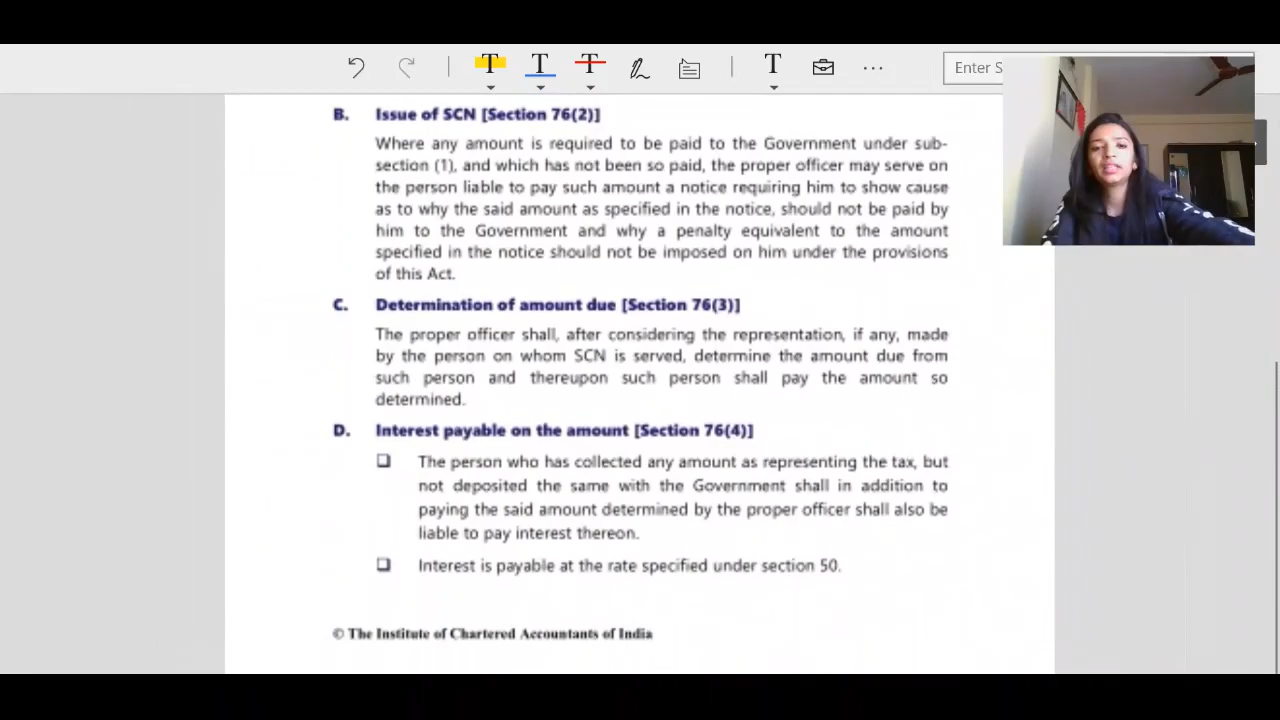 T T T T ...
Enter S
B. Issue of SCN [Section 76(2)]
Where any amount is required to be paid to the Government under sub-
section (1), and which has not been so paid, the proper officer may serve on
the person liable to pay such amount a notice requiring him to show cause
as to why the said amount as specified in the notice, should not be paid by
him to the Government and why a penalty equivalent to the amount
specified in the notice should not be imposed on him under the provisions
of this Act.
C. Determination of amount due [Section 76(3)]
The proper officer shall, after considering the representation, if any, made
by the person on whom SCN is served, determine the amount due from
such person and thereupon such person shall pay the amount so
determined.
D. Interest payable on the amount [Section 76(4)]
❑ The person who has collected any amount as representing the tax, but
not deposited the same with the Government shall in addition to
paying the said amount determined by the proper officer shall also be
liable to pay interest thereon.
❑ Interest is payable at the rate specified under section 50.
© The Institute of Chartered Accountants of India